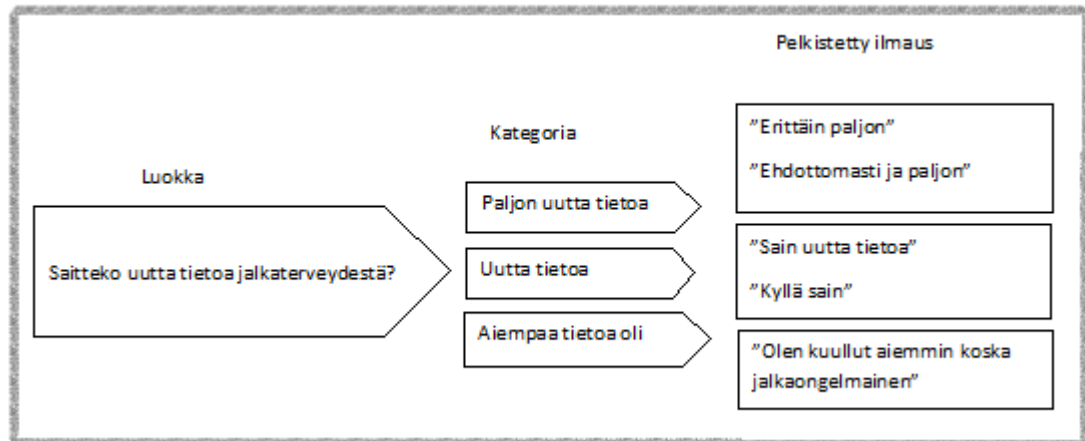 Pelkistetty ilmaus
Kategoria
Luokka
Saitteko uutta tietoa jalkaterveydestä?
Paljon uutta tietoa
Uutta tietoa
Aiempaa tietoa oli
”Erittäin paljon”
”Ehdottomasti ja paljon”
”Sain uutta tietoa”
”Kyllä sain”
”Olen kuullut aiemmin koska
jalkaongelmainen”